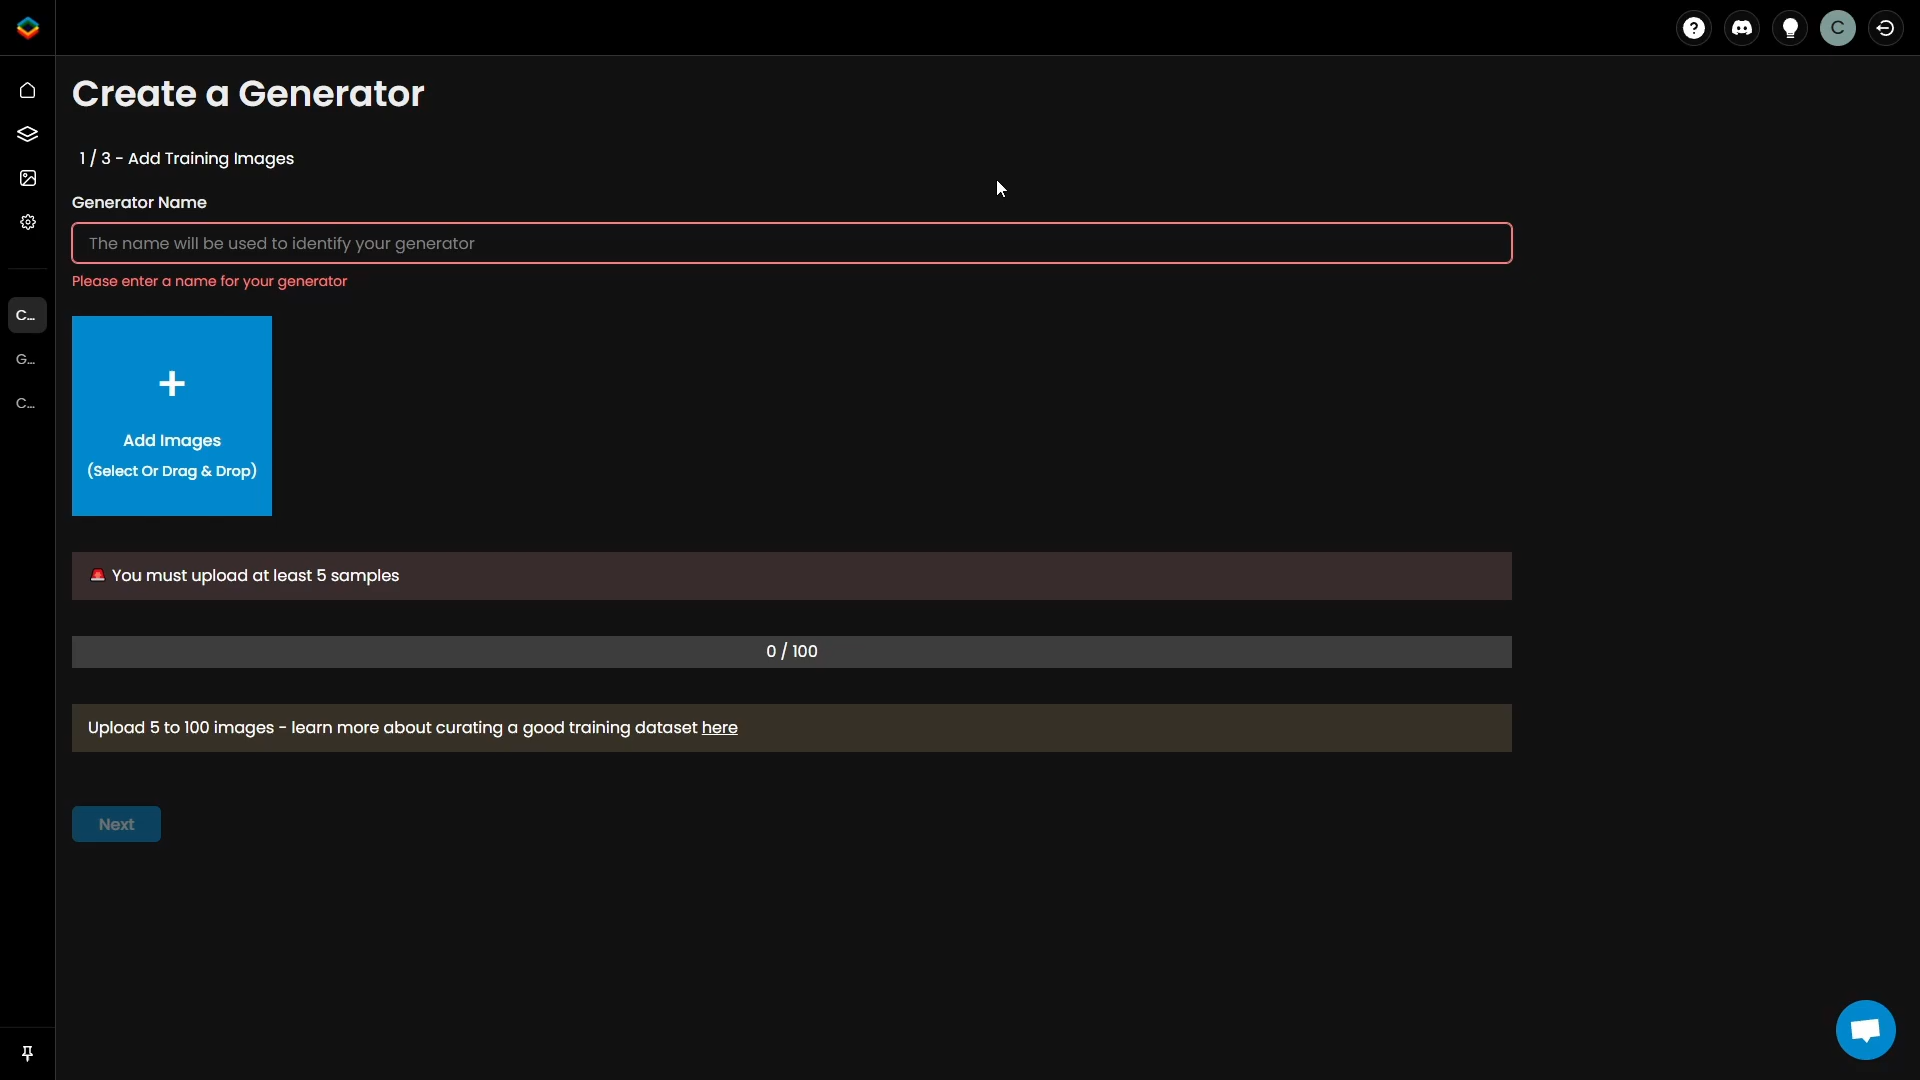 C
Create a Generator
1 / 3 - Add Training Images
Generator Name
The name will be used to identify your generator
Please enter a name for your generator
C...
G...
C...
+
Add Images
(Select Or Drag & Drop)
🚨 You must upload at least 5 samples
0 / 100
Upload 5 to 100 images - learn more about curating a good training dataset here
Next